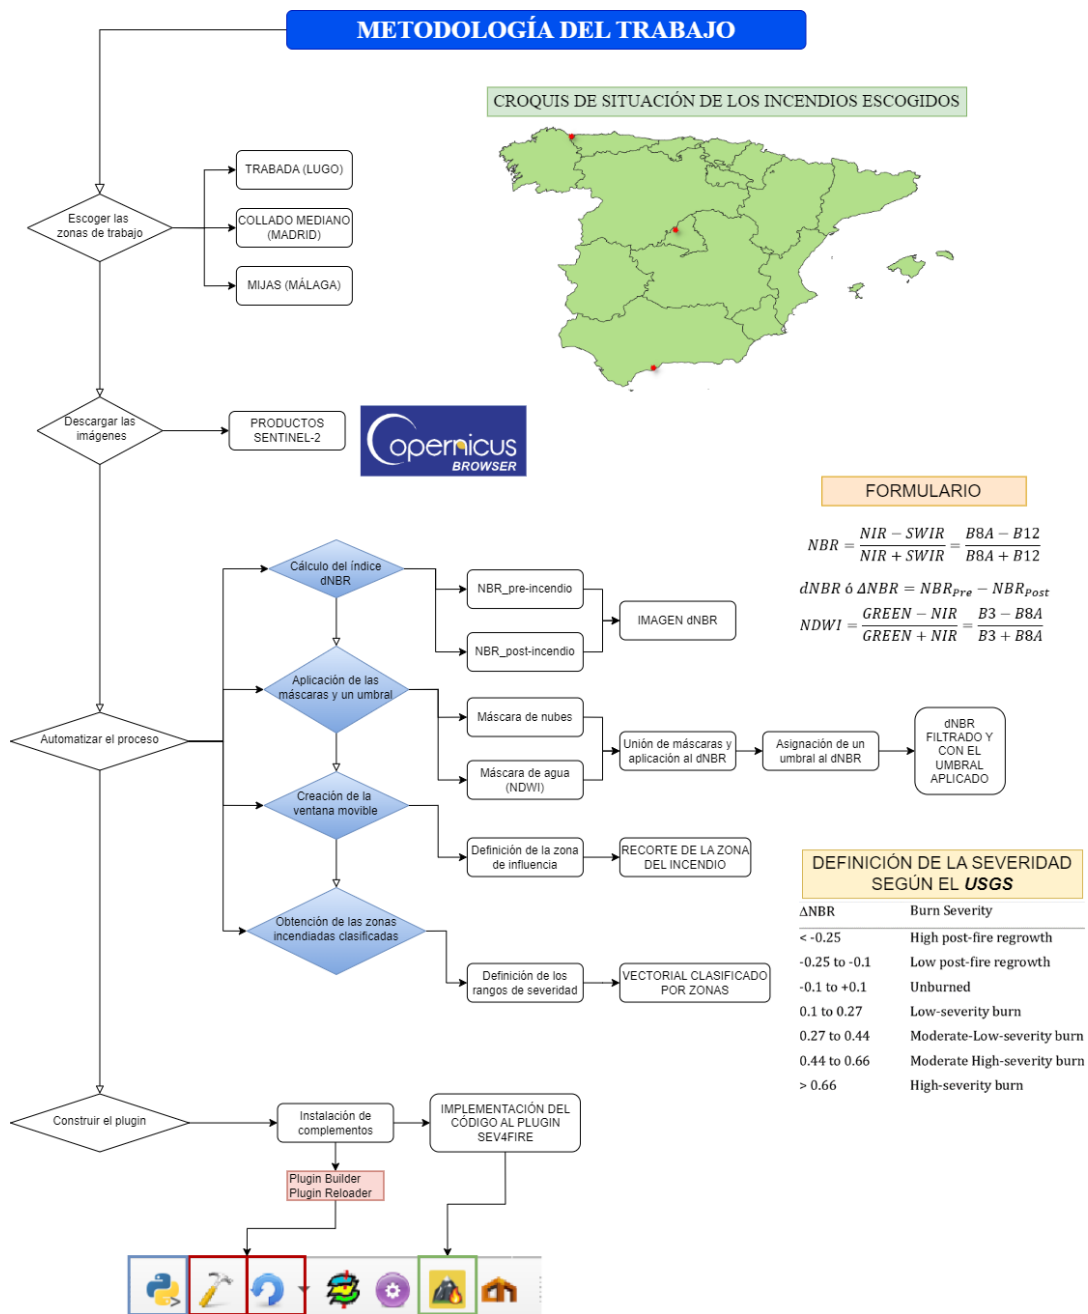 METODOLOGÍA DEL TRABAJO
CROQUIS DE SITUACIÓN DE LOS INCENDIOS ESCOGIDOS
Escoger las
zonas de trabajo
TRABADA (LUGO)
COLLADO MEDIANO
(MADRID)
MIJAS (MÁLAGA)
Descargar las
imágenes
PRODUCTOS
SENTINEL-2
Copernicus
BROWSER
FORMULARIO
NBR = (NIR − SWIR)/(NIR + SWIR) = (B8A − B12)/(B8A + B12)
dNBR ó ΔNBR = NBR_Pre − NBR_Post
NDWI = (GREEN − NIR)/(GREEN + NIR) = (B3 − B8A)/(B3 + B8A)
Automatizar el proceso
Cálculo del índice
dNBR
NBR_pre-incendio
NBR_post-incendio
IMAGEN dNBR
Aplicación de las
máscaras y un umbral
Máscara de nubes
Máscara de agua
(NDWI)
Unión de máscaras y
aplicación al dNBR
Asignación de un
umbral al dNBR
dNBR
FILTRADO Y
CON EL
UMBRAL
APLICADO
Creación de la
ventana movible
Definición de la zona
de influencia
RECORTE DE LA ZONA
DEL INCENDIO
Obtención de las zonas
incendiadas clasificadas
Definición de los
rangos de severidad
VECTORIAL CLASIFICADO
POR ZONAS
DEFINICIÓN DE LA SEVERIDAD
SEGÚN EL USGS
ΔNBR Burn Severity
< -0.25 High post-fire regrowth
-0.25 to -0.1 Low post-fire regrowth
-0.1 to +0.1 Unburned
0.1 to 0.27 Low-severity burn
0.27 to 0.44 Moderate-Low-severity burn
0.44 to 0.66 Moderate High-severity burn
> 0.66 High-severity burn
Construir el plugin
Instalación de
complementos
IMPLEMENTACIÓN DEL
CÓDIGO AL PLUGIN
SEV4FIRE
Plugin Builder
Plugin Reloader